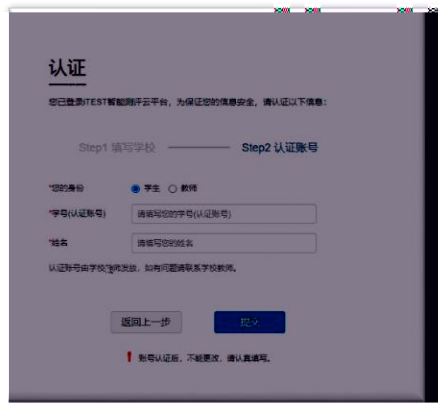 认证
您已登录iTEST智能测评云平台，为保证您的信息安全，请认证以下信息：
Step1 填写学校 Step2 认证账号
*您的身份 学生 教师
*学号(认证账号) 请填写您的学号(认证账号)
*姓名 请填写您的姓名
认证账号由学校教师发放，如有问题请联系学校教师。
返回上一步 提交
! 账号认证后，不能更改，请认真填写。